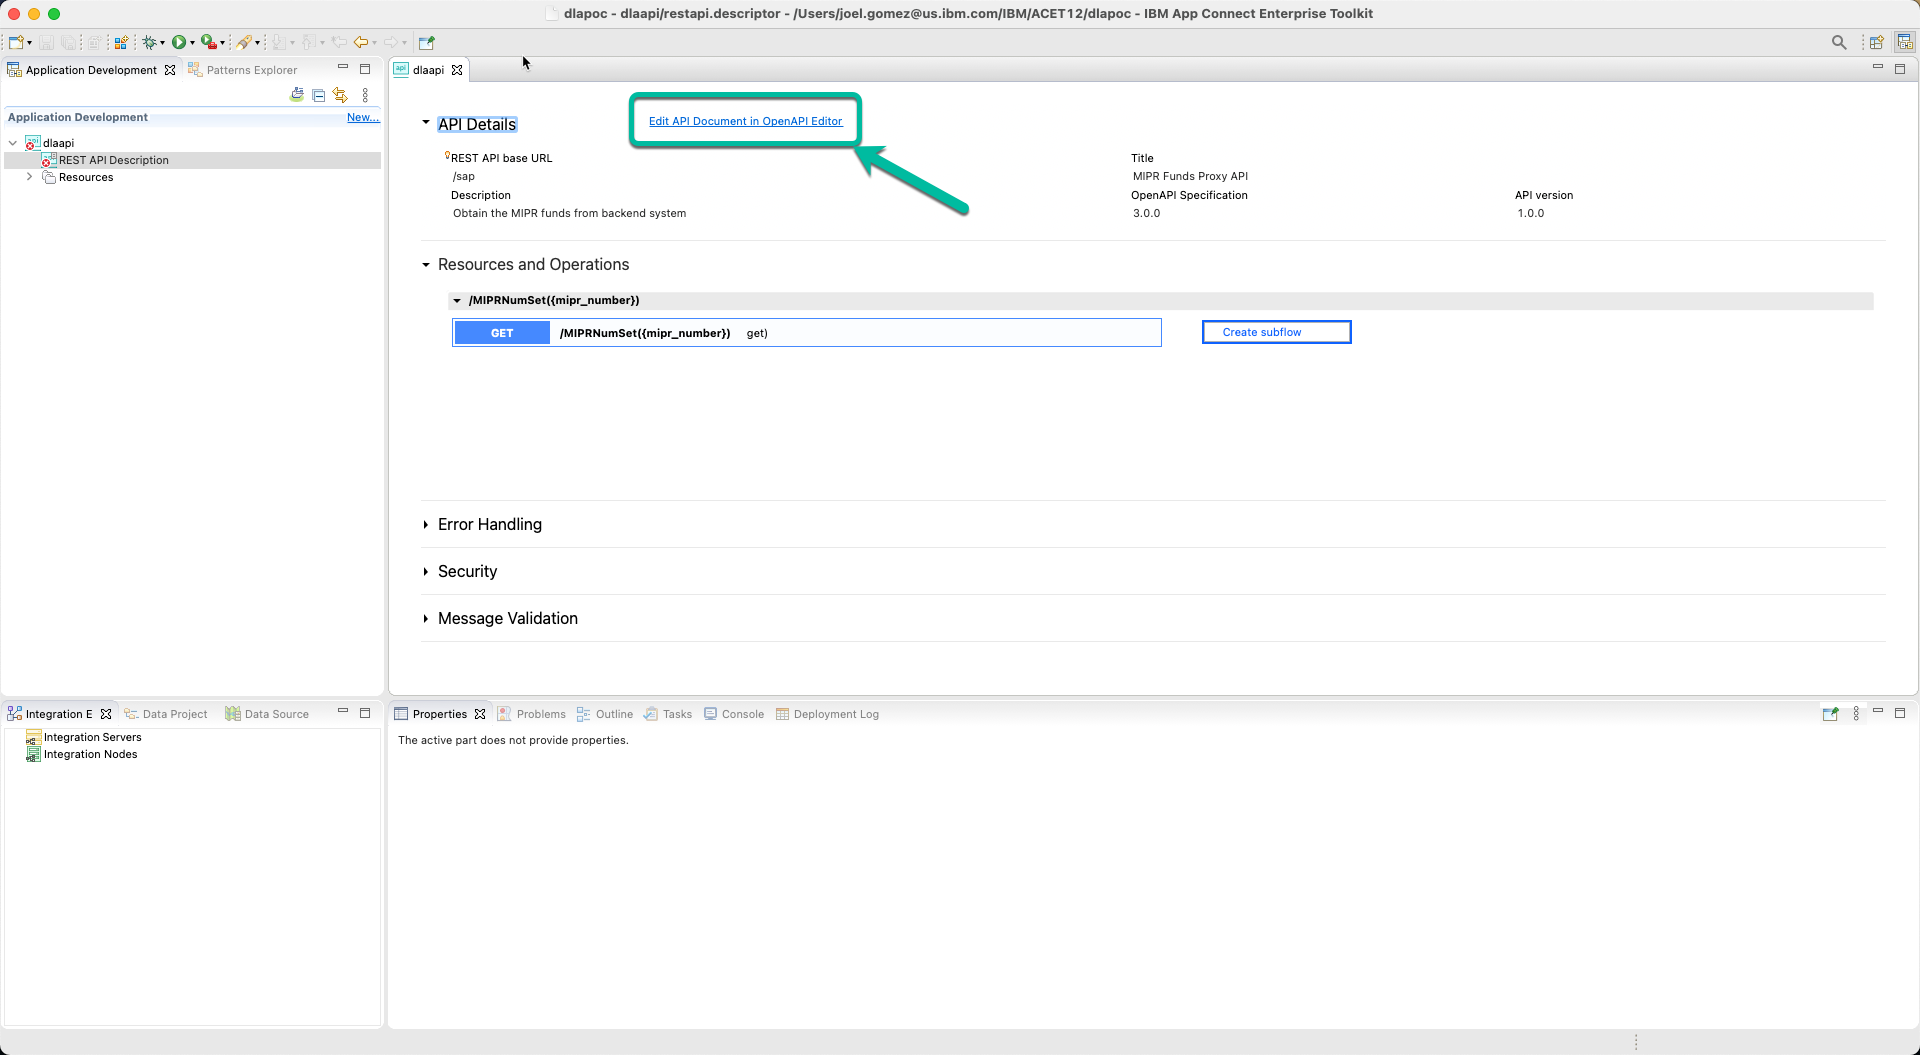 dlapoc - dlaapi/restapi.descriptor - /Users/joel.gomez@us.ibm.com/IBM/ACET12/dlapoc - IBM App Connect Enterprise Toolkit
Application Development
Patterns Explorer
api dlaapi
Application Development
New...
dlaapi
REST API Description
Resources
API Details
Edit API Document in OpenAPI Editor
REST API base URL
Title
/sap
MIPR Funds Proxy API
Description
OpenAPI Specification
API version
Obtain the MIPR funds from backend system
3.0.0
1.0.0
Resources and Operations
/MIPRNumSet({mipr_number})
GET /MIPRNumSet({mipr_number}) get)
Create subflow
Error Handling
Security
Message Validation
Integration E
Data Project
Data Source
Integration Servers
Integration Nodes
Properties
Problems
Outline
Tasks
Console
Deployment Log
The active part does not provide properties.